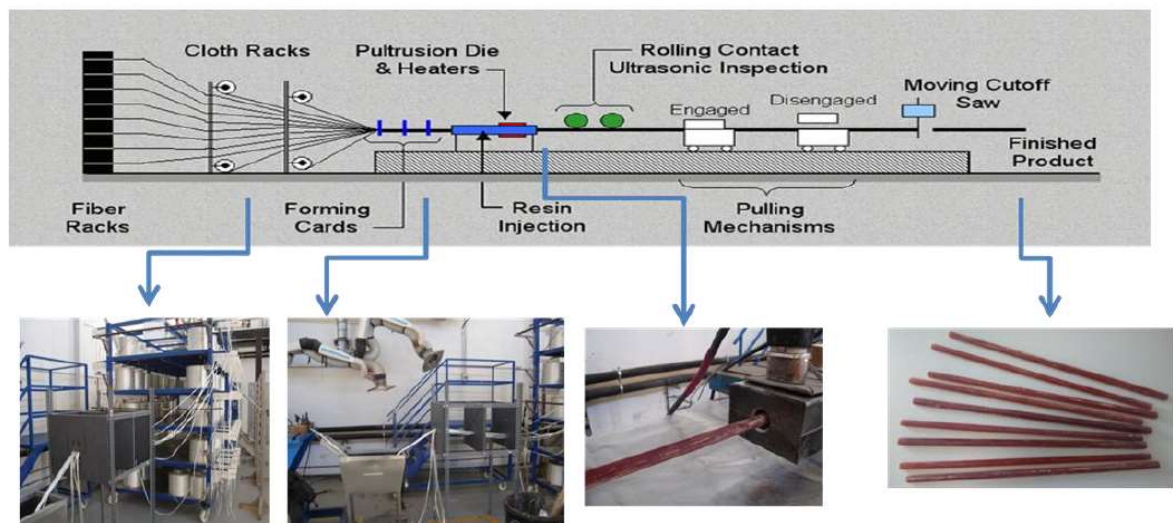 Cloth Racks
Pultrusion Die
& Heaters
Rolling Contact
Ultrasonic Inspection
Engaged
Disengaged
Moving Cutoff
Saw
Finished
Product
Fiber
Racks
Forming
Cards
Resin
Injection
Pulling
Mechanisms